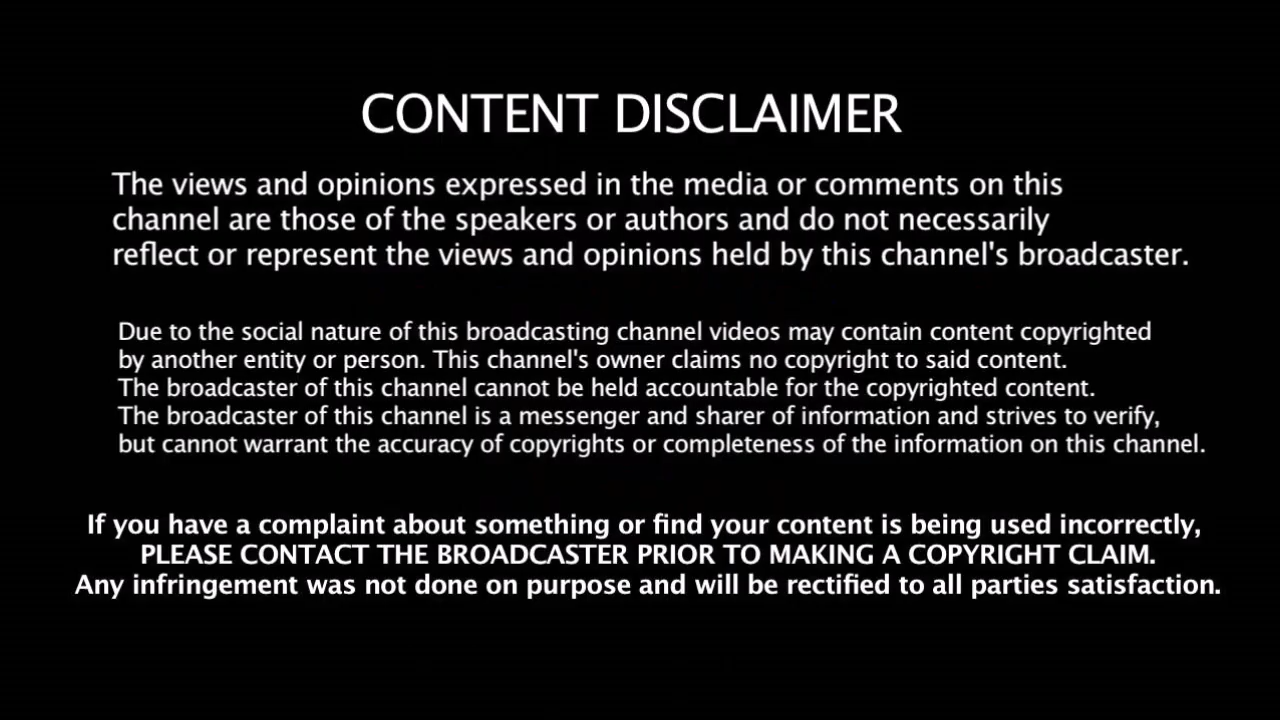 CONTENT DISCLAIMER
The views and opinions expressed in the media or comments on this
channel are those of the speakers or authors and do not necessarily
reflect or represent the views and opinions held by this channel's broadcaster.
Due to the social nature of this broadcasting channel videos may contain content copyrighted
by another entity or person. This channel's owner claims no copyright to said content.
The broadcaster of this channel cannot be held accountable for the copyrighted content.
The broadcaster of this channel is a messenger and sharer of information and strives to verify,
but cannot warrant the accuracy of copyrights or completeness of the information on this channel.
If you have a complaint about something or find your content is being used incorrectly,
PLEASE CONTACT THE BROADCASTER PRIOR TO MAKING A COPYRIGHT CLAIM.
Any infringement was not done on purpose and will be rectified to all parties satisfaction.